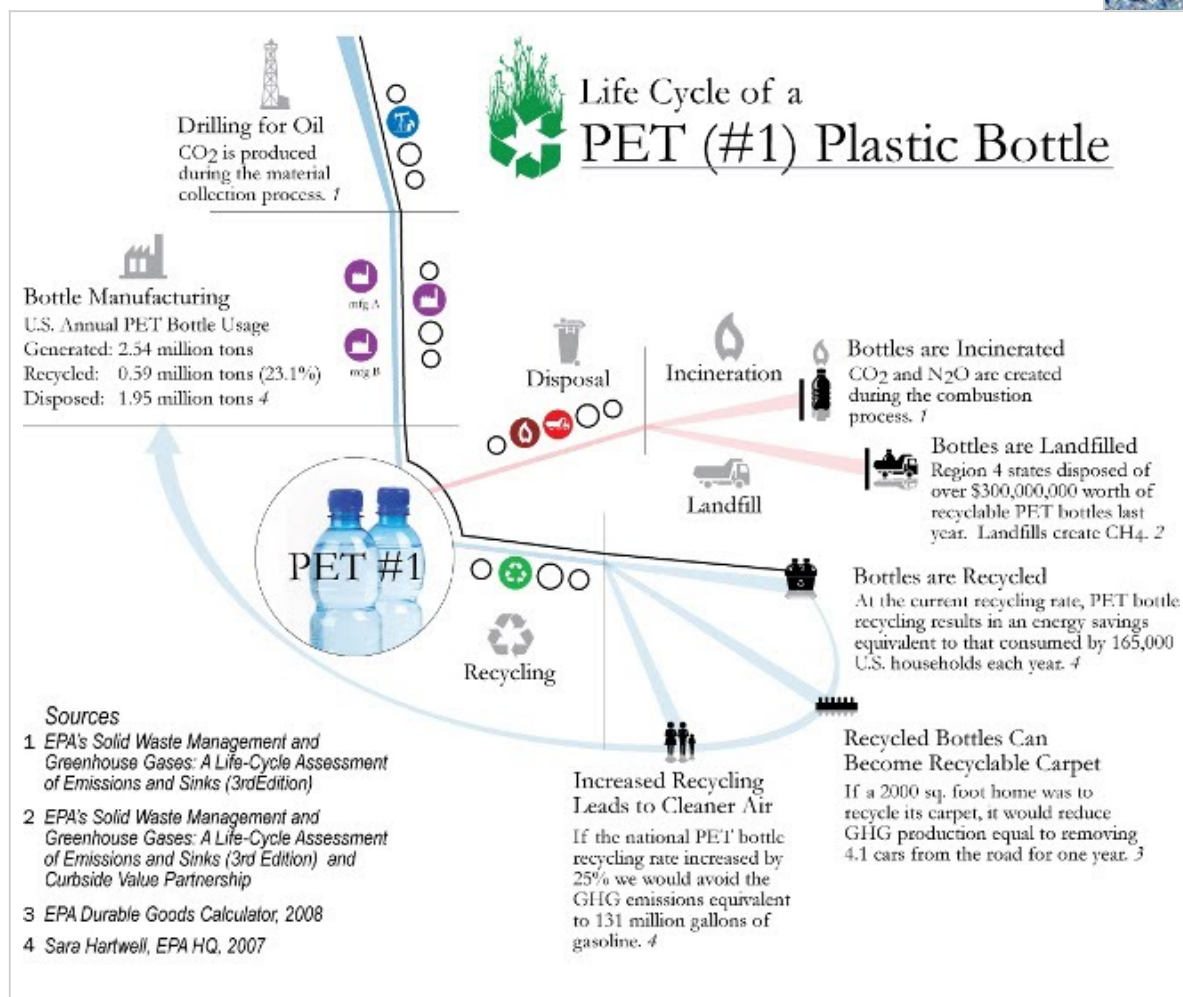 Life Cycle of a
PET (#1) Plastic Bottle
Drilling for Oil
CO2 is produced
during the material
collection process. 1
Bottle Manufacturing
U.S. Annual PET Bottle Usage
Generated: 2.54 million tons
Recycled: 0.59 million tons (23.1%)
Disposed: 1.95 million tons 4
mfg A
mfg B
Disposal
Incineration
Bottles are Incinerated
CO2 and N2O are created
during the combustion
process. 1
Landfill
Bottles are Landfilled
Region 4 states disposed of
over $300,000,000 worth of
recyclable PET bottles last
year. Landfills create CH4. 2
PET #1
Recycling
Bottles are Recycled
At the current recycling rate, PET bottle
recycling results in an energy savings
equivalent to that consumed by 165,000
U.S. households each year. 4
Recycled Bottles Can
Become Recyclable Carpet
If a 2000 sq. foot home was to
recycle its carpet, it would reduce
GHG production equal to removing
4.1 cars from the road for one year. 3
Increased Recycling
Leads to Cleaner Air
If the national PET bottle
recycling rate increased by
25% we would avoid the
GHG emissions equivalent
to 131 million gallons of
gasoline. 4
Sources
1 EPA's Solid Waste Management and
Greenhouse Gases: A Life-Cycle Assessment
of Emissions and Sinks (3rdEdition)
2 EPA's Solid Waste Management and
Greenhouse Gases: A Life-Cycle Assessment
of Emissions and Sinks (3rd Edition) and
Curbside Value Partnership
3 EPA Durable Goods Calculator, 2008
4 Sara Hartwell, EPA HQ, 2007